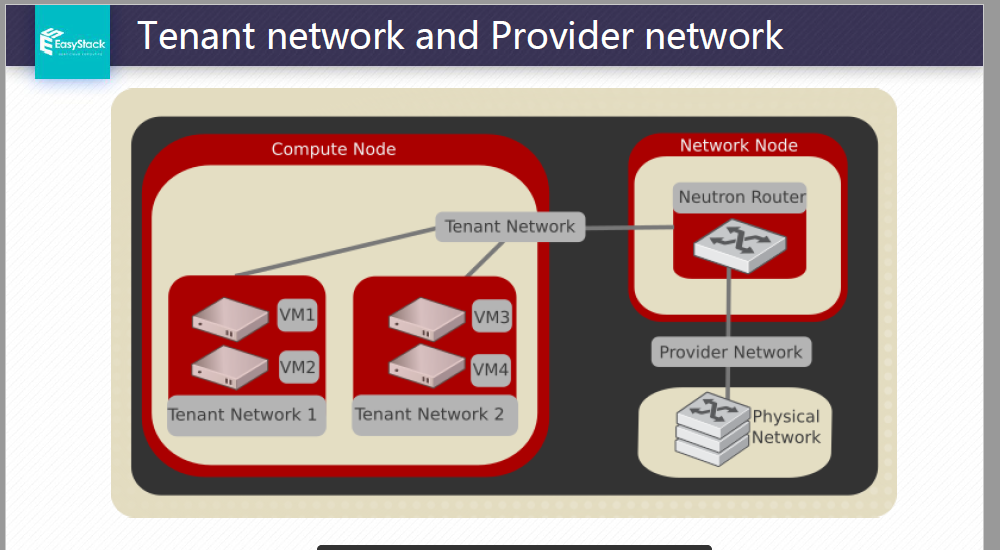 EasyStack
Tenant network and Provider network
Compute Node
Network Node
Neutron Router
Tenant Network
VM1
VM3
VM2
VM4
Tenant Network 1
Tenant Network 2
Provider Network
Physical
Network